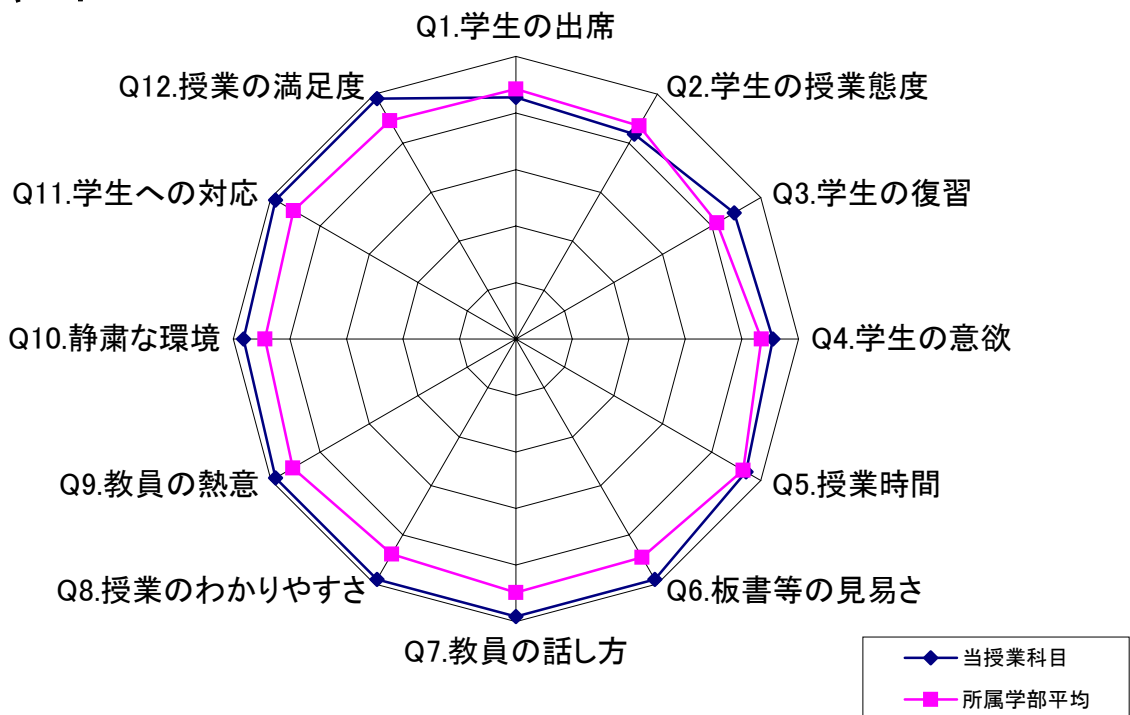 Q1.学生の出席
Q2.学生の授業態度
Q3.学生の復習
Q4.学生の意欲
Q5.授業時間
Q6.板書等の見易さ
Q7.教員の話し方
Q8.授業のわかりやすさ
Q9.教員の熱意
Q10.静粛な環境
Q11.学生への対応
Q12.授業の満足度
当授業科目
所属学部平均